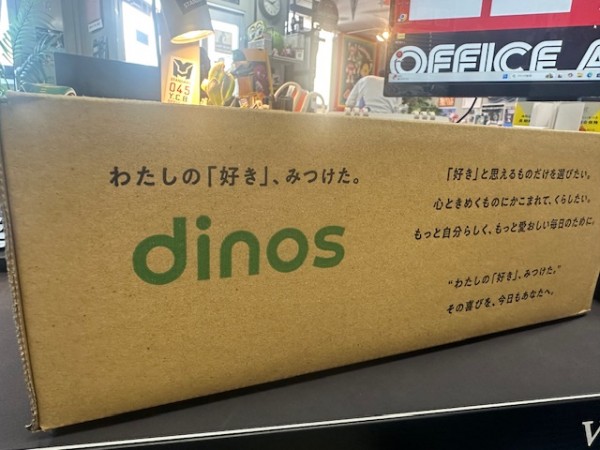 OFFICE A
045
YCB
わたしの「好き」、みつけた。
dinos
「好き」と思えるものだけを選びたい。
心ときめくものにかこまれて、くらしたい。
もっと自分らしく、もっと愛おしい毎日のために。
“わたしの「好き」、みつけた。”
その喜びを、今日もあなたへ。